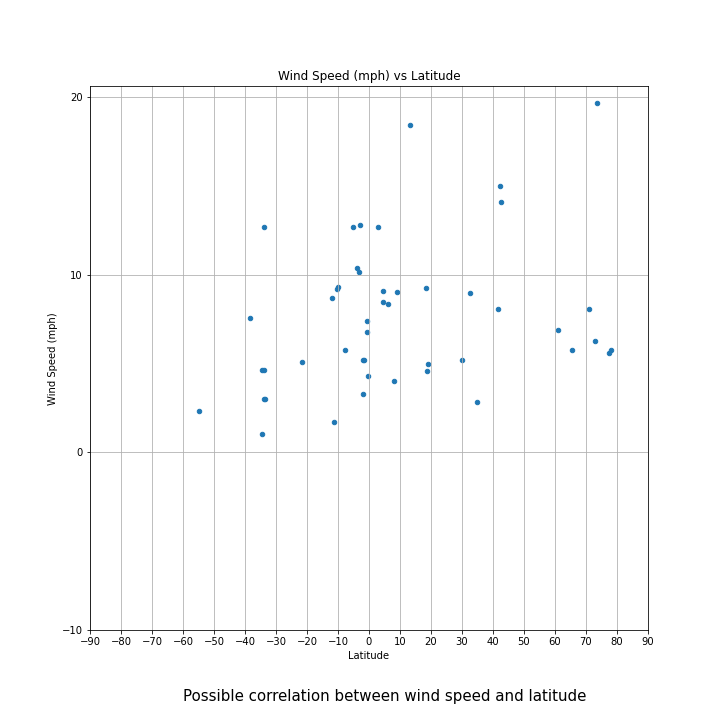 Wind Speed (mph) vs Latitude
20
10
0
−10
Wind Speed (mph)
−90 −80 −70 −60 −50 −40 −30 −20 −10 0 10 20 30 40 50 60 70 80 90
Latitude
Possible correlation between wind speed and latitude